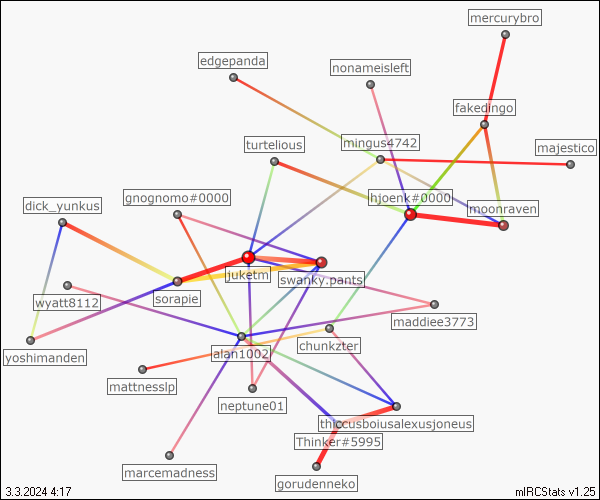 mercurybro
edgepanda
nonameisleft
fakedingo
turtelious
mingus4742
majestico
gnognomo#0000
hjoenk#0000
dick_yunkus
moonraven
juketm
swanky.pants
wyatt8112
sorapie
maddiee3773
yoshimanden
alan1002
chunkzter
mattnesslp
neptune01
thiccusboiusalexusjoneus
Thinker#5995
marcemadness
gorudenneko
3.3.2024 4:17
mIRCStats v1.25